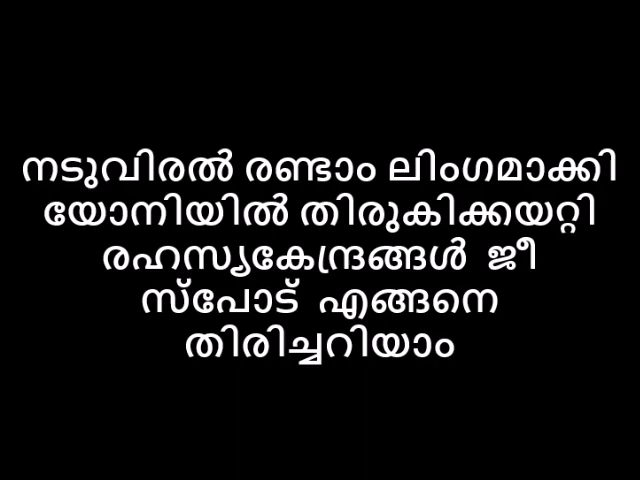 നടുവിരൽ രണ്ടാം ലിംഗമാക്കി
യോനിയിൽ തിരുകിക്കയറ്റി
രഹസ്യകേന്ദ്രങ്ങൾ ജീ
സ്പോട് എങ്ങനെ
തിരിച്ചറിയാം